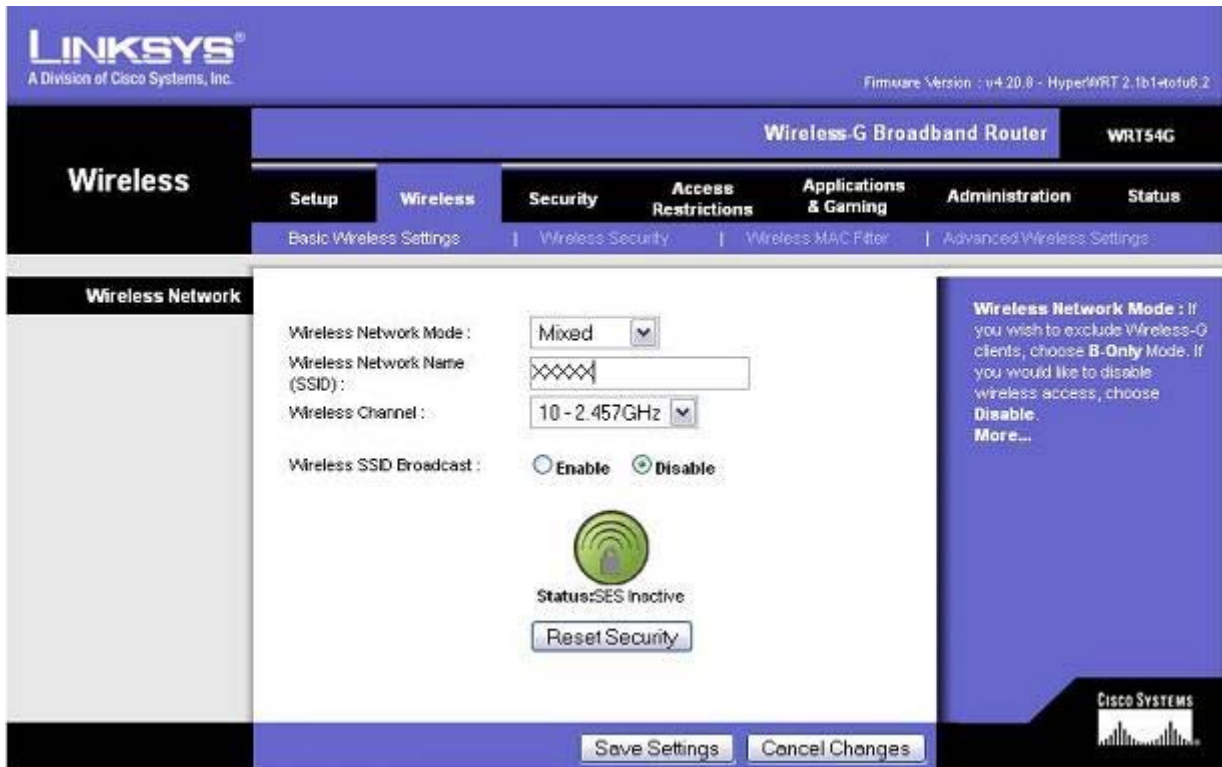 LINKSYS®
A Division of Cisco Systems, Inc.
Firmware Version : v4.20.8 - HyperWRT 2.1b1+tofu6.2
Wireless-G Broadband Router
WRT54G
Wireless
Setup
Wireless
Security
Access Restrictions
Applications & Gaming
Administration
Status
Basic Wireless Settings | Wireless Security | Wireless MAC Filter | Advanced Wireless Settings
Wireless Network
Wireless Network Mode : Mixed
Wireless Network Name
(SSID) : XXXXX
Wireless Channel : 10 - 2.457GHz
Wireless SSID Broadcast : Enable Disable
Status:SES Inactive
Reset Security
Wireless Network Mode : If
you wish to exclude Wireless-G
clients, choose B-Only Mode. If
you would like to disable
wireless access, choose
Disable.
More...
CISCO SYSTEMS
Save Settings Cancel Changes